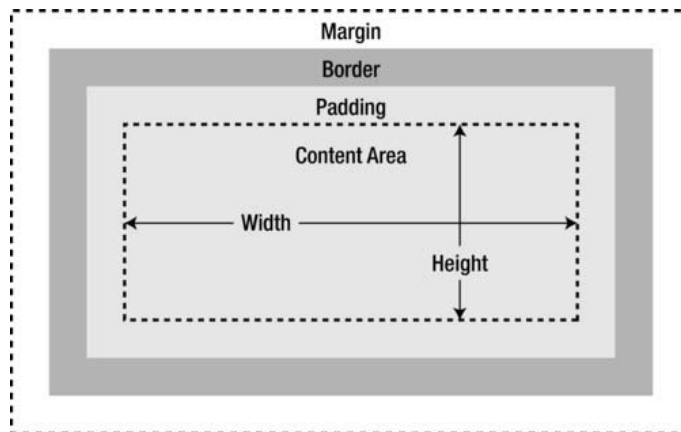 Margin
Border
Padding
Content Area
Width
Height